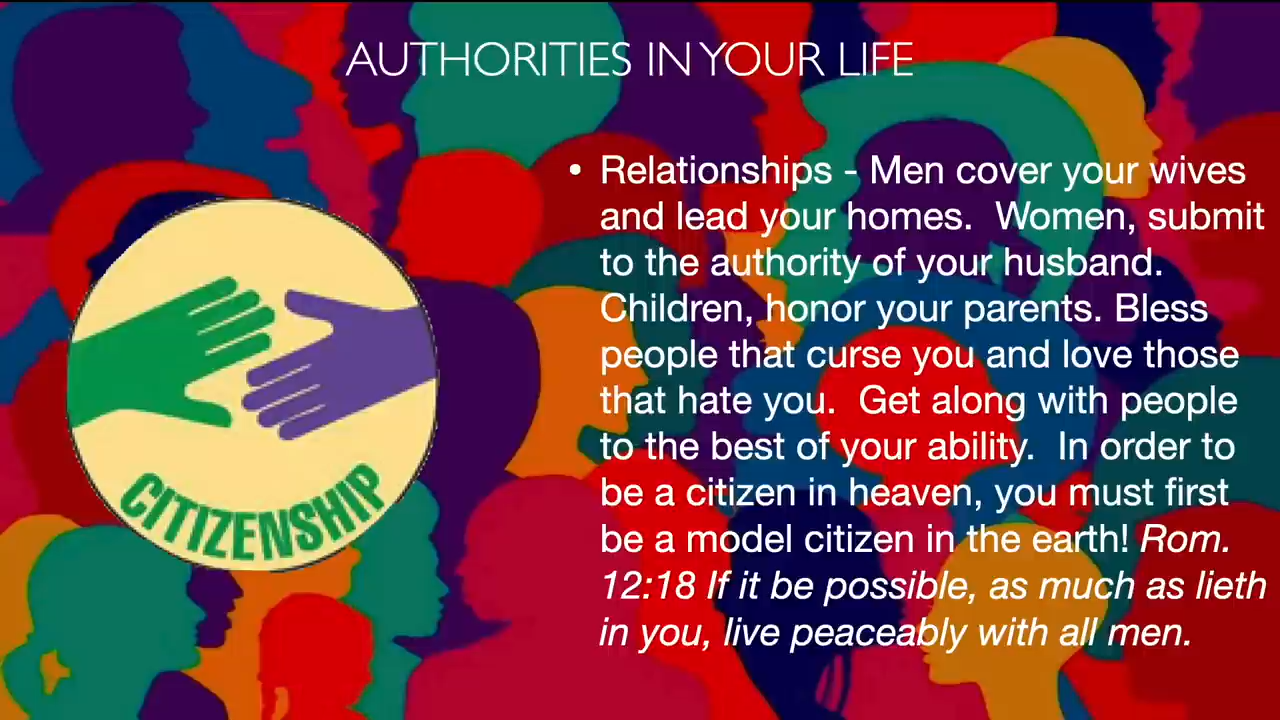 AUTHORITIES IN YOUR LIFE
• Relationships - Men cover your wives
and lead your homes.  Women, submit
to the authority of your husband.
Children, honor your parents. Bless
people that curse you and love those
that hate you.  Get along with people
to the best of your ability.  In order to
be a citizen in heaven, you must first
be a model citizen in the earth! Rom.
12:18 If it be possible, as much as lieth
in you, live peaceably with all men.
CITIZENSHIP